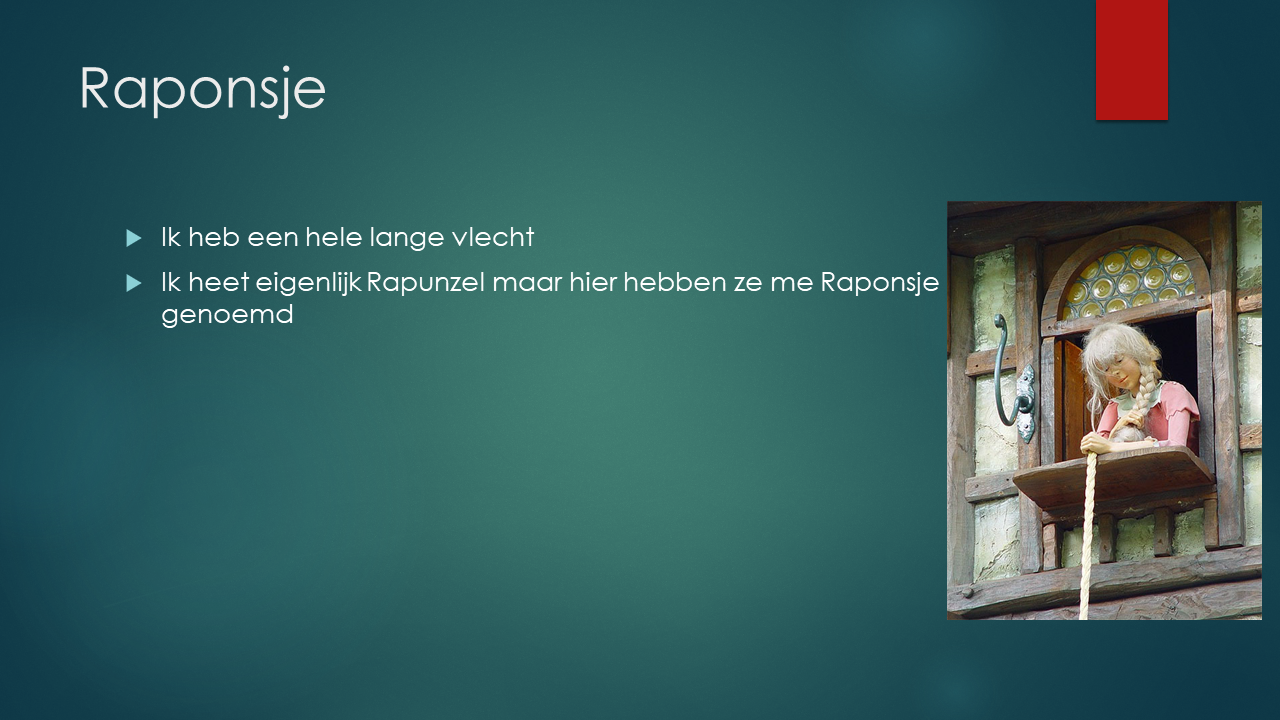 Raponsje
Ik heb een hele lange vlecht
Ik heet eigenlijk Rapunzel maar hier hebben ze me Raponsje
genoemd